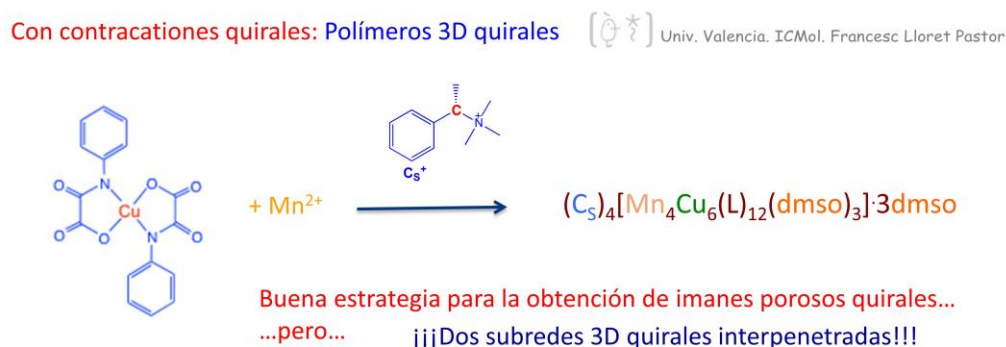 Con contracationes quirales: Polímeros 3D quirales
Univ. Valencia. ICMol. Francesc Lloret Pastor
O
N
O
O
Cu
O
O
N
O
+ Mn²⁺
C
N
+
Cs⁺
(C_S)₄[Mn₄Cu₆(L)₁₂(dmso)₃]·3dmso
Buena estrategia para la obtención de imanes porosos quirales...
...pero...
¡¡¡Dos subredes 3D quirales interpenetradas!!!